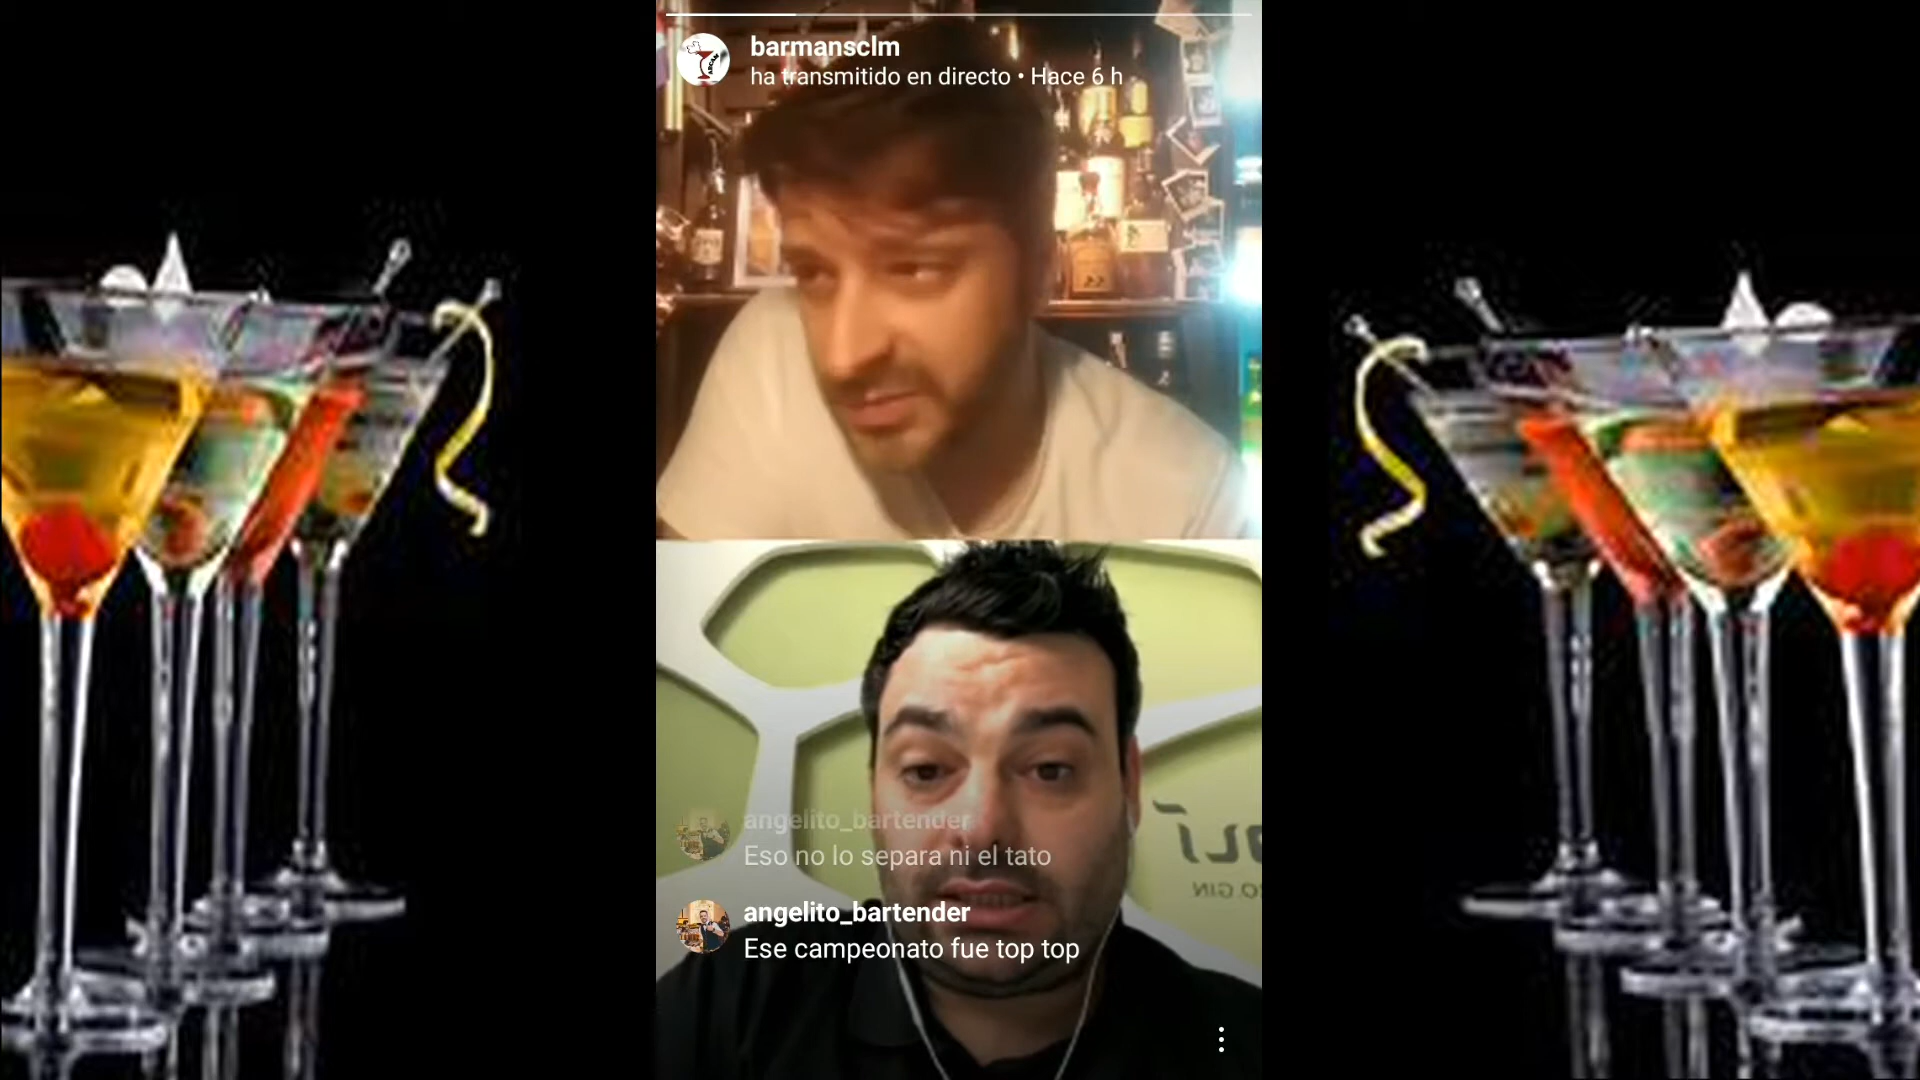 barmansclm
ha transmitido en directo • Hace 6 h
angelito_bartender
Eso no lo separa ni el tato
angelito_bartender
Ese campeonato fue top top
GIN